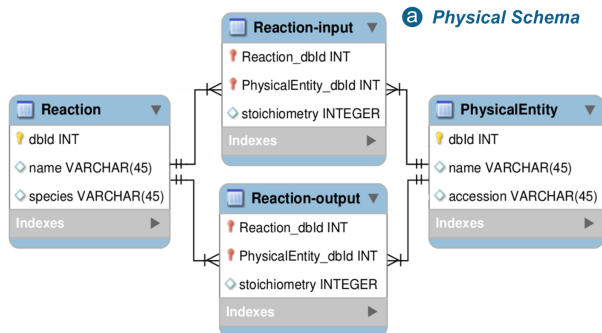 a Physical Schema
Reaction-input
Reaction_dbId INT
PhysicalEntity_dbId INT
stoichiometry INTEGER
Indexes
Reaction
dbId INT
name VARCHAR(45)
species VARCHAR(45)
Indexes
PhysicalEntity
dbId INT
name VARCHAR(45)
accession VARCHAR(45)
Indexes
Reaction-output
Reaction_dbId INT
PhysicalEntity_dbId INT
stoichiometry INTEGER
Indexes